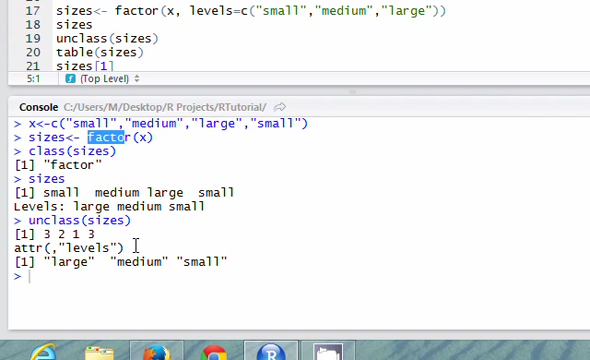 17 sizes<- factor(x, levels=c("small","medium","large"))
18 sizes
19 unclass(sizes)
20 table(sizes)
21 sizes[1]
5:1 (Top Level)
Console C:/Users/M/Desktop/R Projects/RTutorial/
> x<-c("small","medium","large","small")
> sizes<- factor(x)
> class(sizes)
[1] "factor"
> sizes
[1] small  medium large  small
Levels: large medium small
> unclass(sizes)
[1] 3 2 1 3
attr(,"levels")
[1] "large"  "medium" "small"
>
R